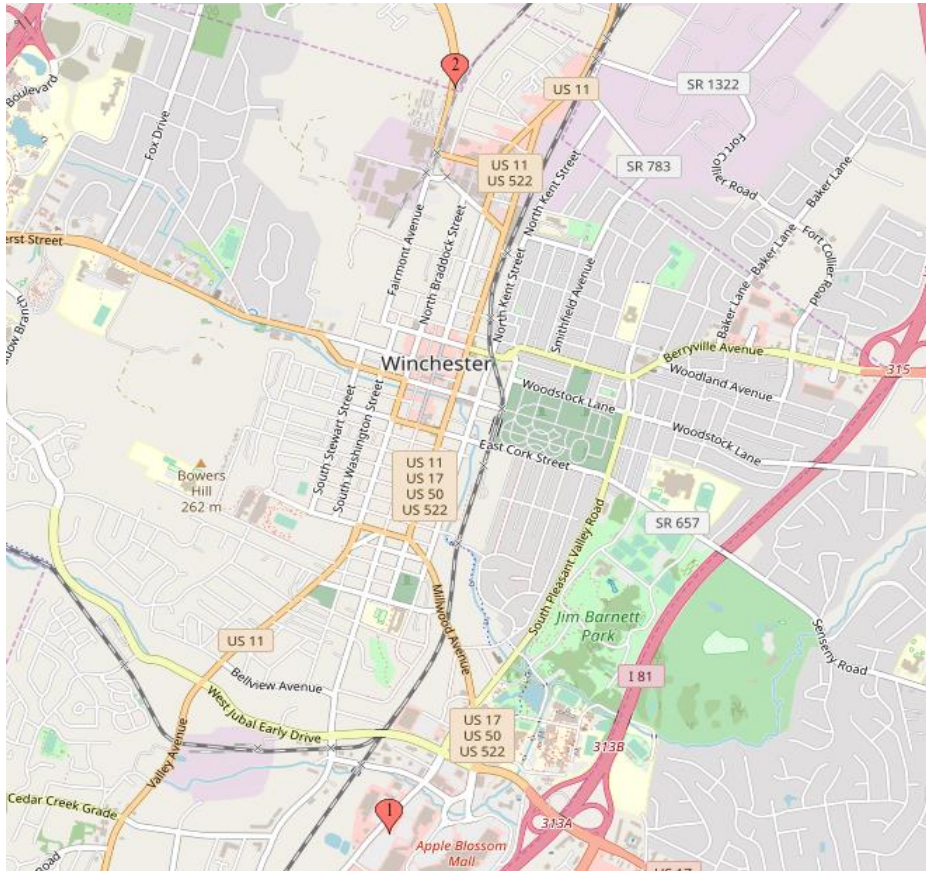 2
US 11
SR 1322
Boulevard
Fox Drive
US 11
US 522
North Kent Street
SR 783
Fort Collier Road
Baker Lane
erst Street
Fairmont Avenue
North Braddock Street
North Kent Street
Smithfield Avenue
Baker Lane
Baker Lane
Fort Collier Road
dow Branch
Winchester
Berryville Avenue
315
Woodland Avenue
Woodstock Lane
Woodstock Lane
South Stewart Street
South Washington Street
East Cork Street
Bowers
Hill
262 m
US 11
US 17
US 50
US 522
SR 657
South Pleasant Valley Road
Jim Barnett
Park
Senseny Road
Millwood Avenue
US 11
Bellview Avenue
I 81
West Jubal Early Drive
US 17
US 50
US 522
313B
Valley Avenue
Cedar Creek Grade
1
313A
Apple Blossom
Mall
Road
US 17